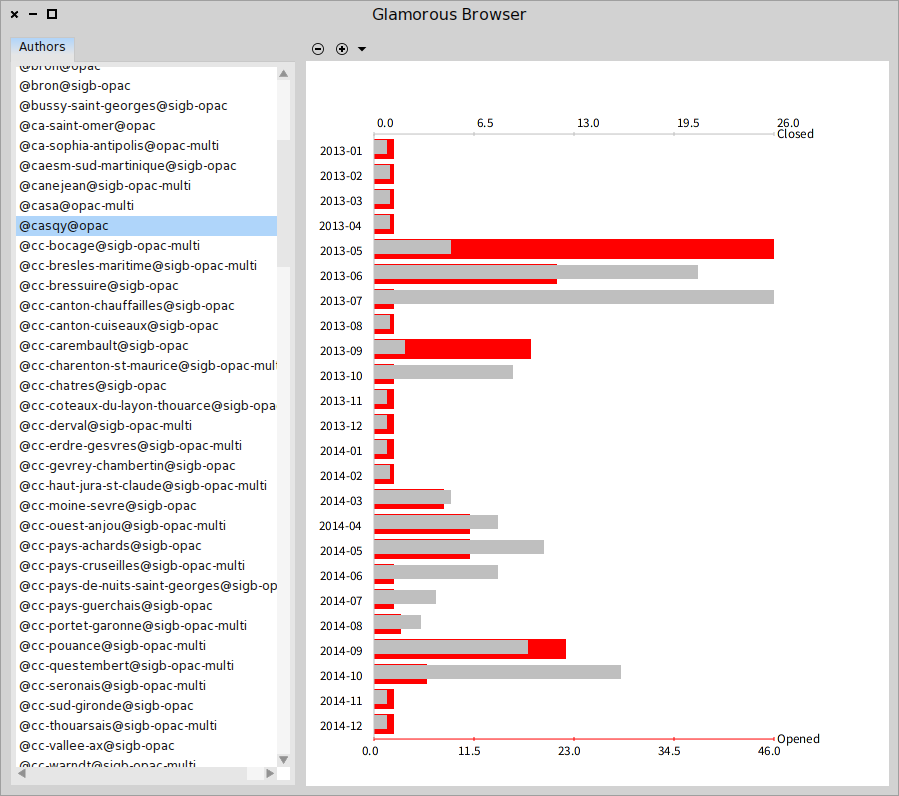 Glamorous Browser
Authors
@bron@opac
@bron@sigb-opac
@bussy-saint-georges@sigb-opac
@ca-saint-omer@opac
@ca-sophia-antipolis@opac-multi
@caesm-sud-martinique@sigb-opac
@canejean@sigb-opac-multi
@casa@opac-multi
@casqy@opac
@cc-bocage@sigb-opac-multi
@cc-bresles-maritime@sigb-opac-multi
@cc-bressuire@sigb-opac
@cc-canton-chauffailles@sigb-opac
@cc-canton-cuiseaux@sigb-opac
@cc-carembault@sigb-opac
@cc-charenton-st-maurice@sigb-opac-mult
@cc-chatres@sigb-opac
@cc-coteaux-du-layon-thouarce@sigb-opa
@cc-derval@sigb-opac-multi
@cc-erdre-gesvres@sigb-opac-multi
@cc-gevrey-chambertin@sigb-opac
@cc-haut-jura-st-claude@sigb-opac-multi
@cc-moine-sevre@sigb-opac
@cc-ouest-anjou@sigb-opac-multi
@cc-pays-achards@sigb-opac
@cc-pays-cruseilles@sigb-opac-multi
@cc-pays-de-nuits-saint-georges@sigb-op
@cc-pays-guerchais@sigb-opac
@cc-portet-garonne@sigb-opac-multi
@cc-pouance@sigb-opac-multi
@cc-questembert@sigb-opac-multi
@cc-seronais@sigb-opac-multi
@cc-sud-gironde@sigb-opac
@cc-thouarsais@sigb-opac-multi
@cc-vallee-ax@sigb-opac
@cc-warndt@sigb-opac-multi
0.0 6.5 13.0 19.5 26.0
Closed
2013-01
2013-02
2013-03
2013-04
2013-05
2013-06
2013-07
2013-08
2013-09
2013-10
2013-11
2013-12
2014-01
2014-02
2014-03
2014-04
2014-05
2014-06
2014-07
2014-08
2014-09
2014-10
2014-11
2014-12
Opened
0.0 11.5 23.0 34.5 46.0